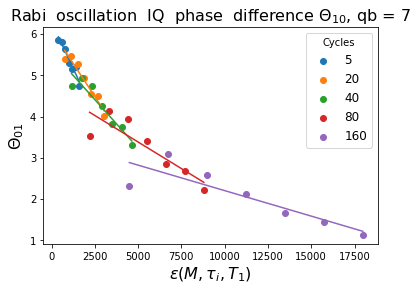 Rabi oscillation IQ phase difference Θ₁₀, qb = 7
Θ₀₁
6
5
4
3
2
1
Cycles
5
20
40
80
160
0 2500 5000 7500 10000 12500 15000 17500
ε(M, τᵢ, T₁)